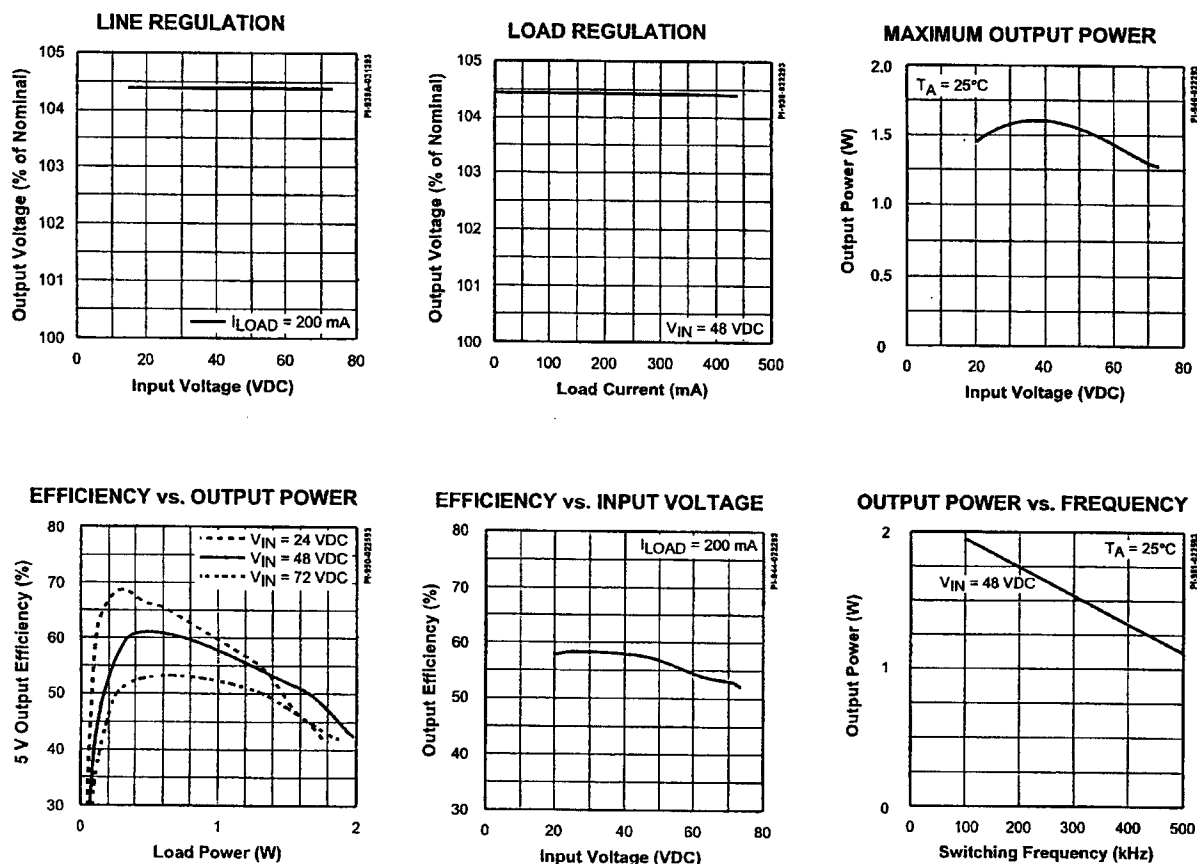 LINE REGULATION
Output Voltage (% of Nominal)
105
104
103
102
101
100
0 20 40 60 80
Input Voltage (VDC)
ILOAD = 200 mA
LOAD REGULATION
Output Voltage (% of Nominal)
105
104
103
102
101
100
0 100 200 300 400 500
Load Current (mA)
VIN = 48 VDC
MAXIMUM OUTPUT POWER
Output Power (W)
2.0
1.5
1.0
0.5
0
0 20 40 60 80
Input Voltage (VDC)
TA = 25°C
EFFICIENCY vs. OUTPUT POWER
5 V Output Efficiency (%)
80
70
60
50
40
30
0 1 2
Load Power (W)
VIN = 24 VDC
VIN = 48 VDC
VIN = 72 VDC
EFFICIENCY vs. INPUT VOLTAGE
Output Efficiency (%)
80
70
60
50
40
30
0 20 40 60 80
Input Voltage (VDC)
ILOAD = 200 mA
OUTPUT POWER vs. FREQUENCY
Output Power (W)
2
1
0
0 100 200 300 400 500
Switching Frequency (kHz)
TA = 25°C
VIN = 48 VDC